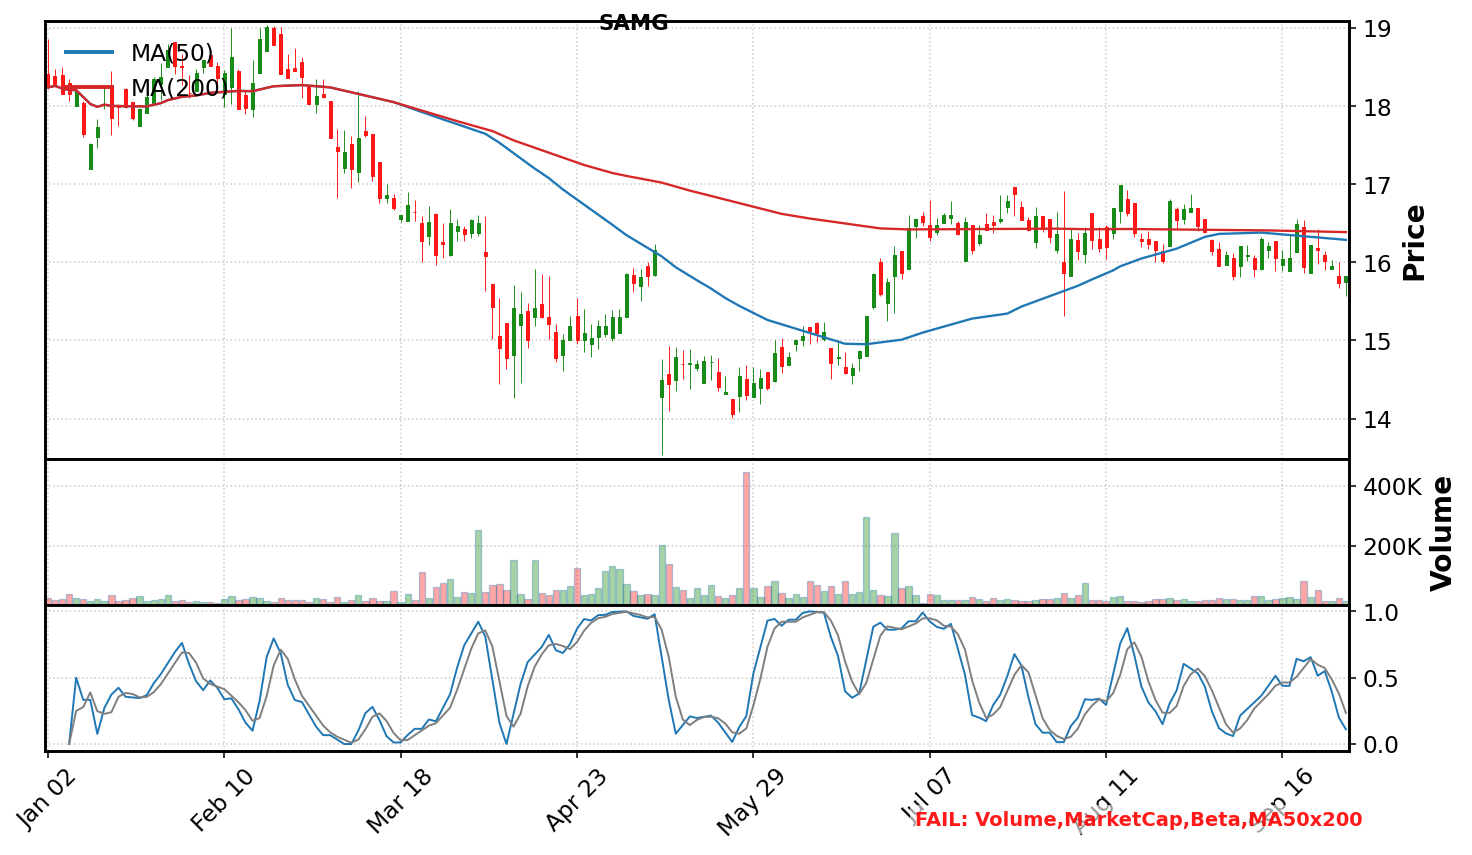 SAMG
MA(50)
MA(200)
19
18
17
16
15
14
Price
400K
200K
Volume
1.0
0.5
0.0
Jan 02
Feb 10
Mar 18
Apr 23
May 29
Jul 07
Aug 11
Sep 16
FAIL: Volume,MarketCap,Beta,MA50x200